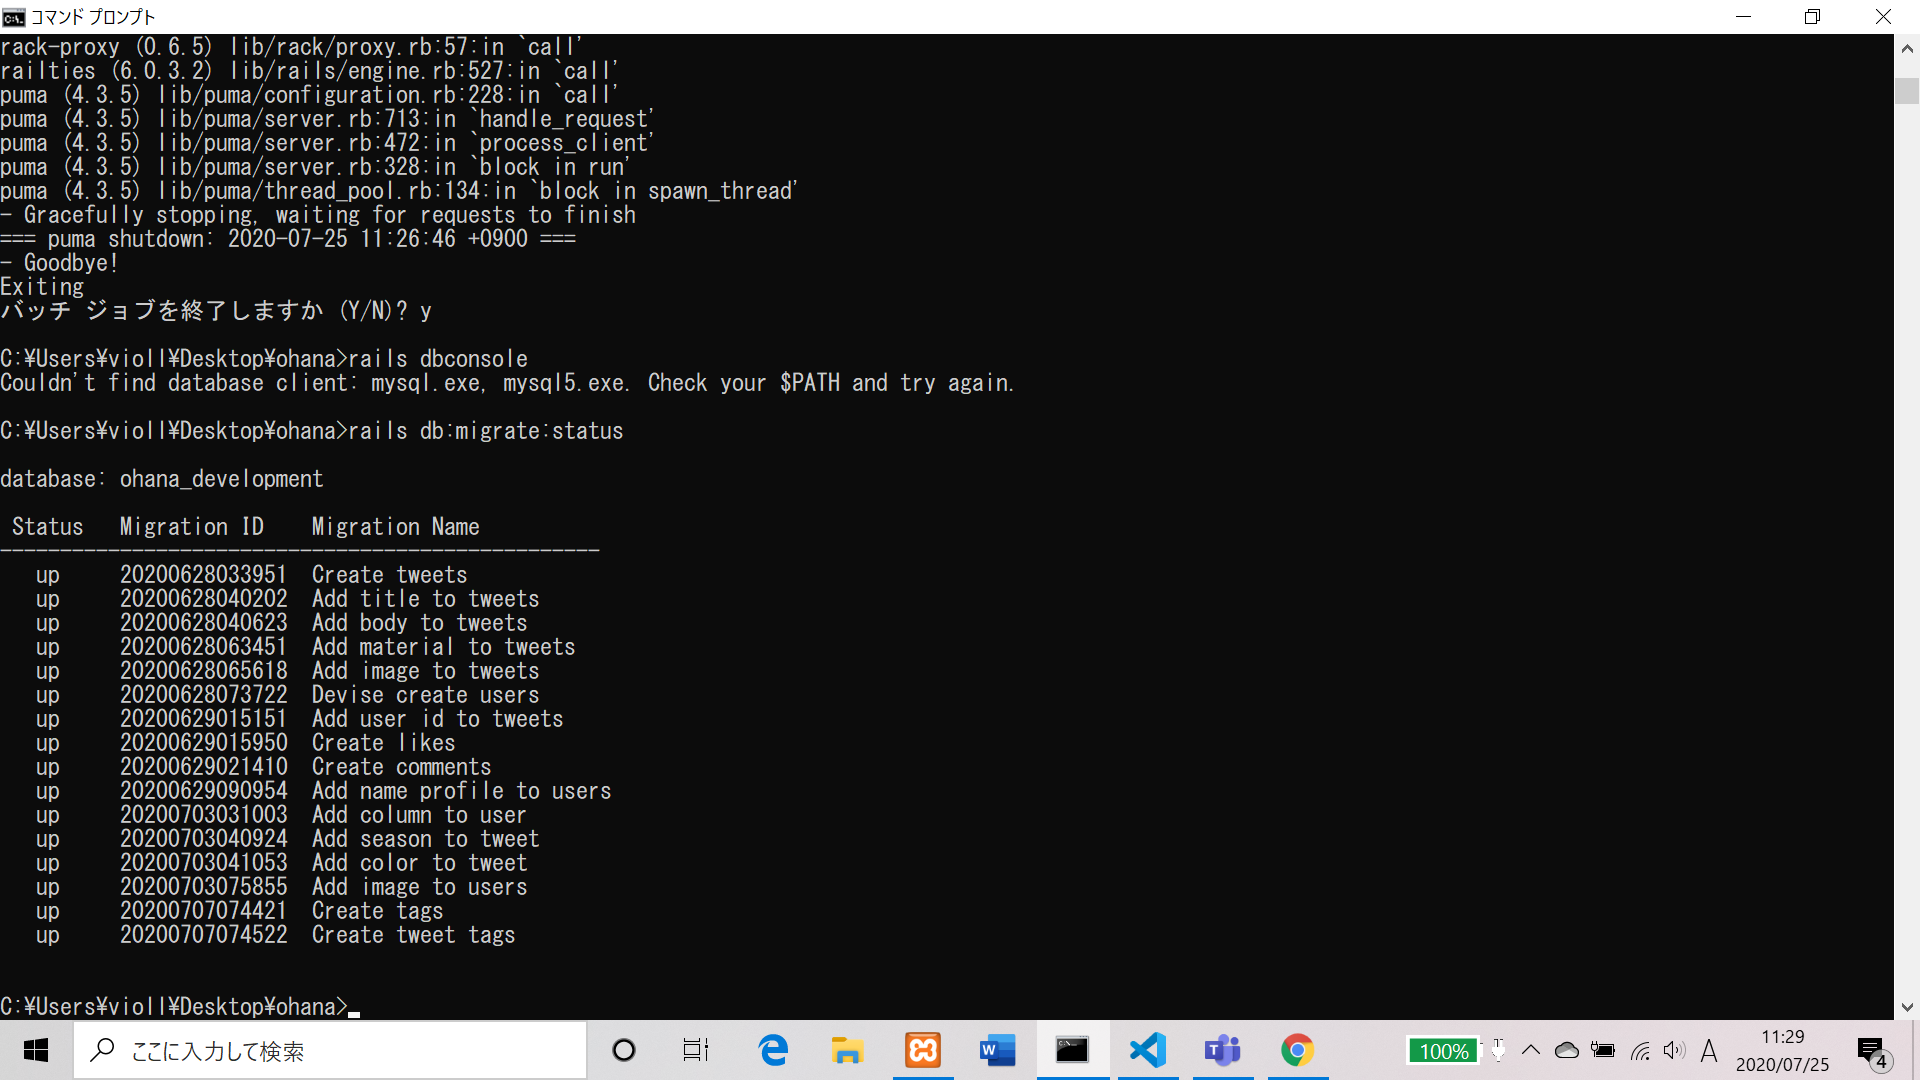 コマンド プロンプト
rack-proxy (0.6.5) lib/rack/proxy.rb:57:in `call'
railties (6.0.3.2) lib/rails/engine.rb:527:in `call'
puma (4.3.5) lib/puma/configuration.rb:228:in `call'
puma (4.3.5) lib/puma/server.rb:713:in `handle_request'
puma (4.3.5) lib/puma/server.rb:472:in `process_client'
puma (4.3.5) lib/puma/server.rb:328:in `block in run'
puma (4.3.5) lib/puma/thread_pool.rb:134:in `block in spawn_thread'
- Gracefully stopping, waiting for requests to finish
=== puma shutdown: 2020-07-25 11:26:46 +0900 ===
- Goodbye!
Exiting
バッチ ジョブを終了しますか (Y/N)? y
C:¥Users¥violl¥Desktop¥ohana>rails dbconsole
Couldn't find database client: mysql.exe, mysql5.exe. Check your $PATH and try again.
C:¥Users¥violl¥Desktop¥ohana>rails db:migrate:status
database: ohana_development
Status   Migration ID    Migration Name
--------------------------------------------------
up     20200628033951  Create tweets
up     20200628040202  Add title to tweets
up     20200628040623  Add body to tweets
up     20200628063451  Add material to tweets
up     20200628065618  Add image to tweets
up     20200628073722  Devise create users
up     20200629015151  Add user id to tweets
up     20200629015950  Create likes
up     20200629021410  Create comments
up     20200629090954  Add name profile to users
up     20200703031003  Add column to user
up     20200703040924  Add season to tweet
up     20200703041053  Add color to tweet
up     20200703075855  Add image to users
up     20200707074421  Create tags
up     20200707074522  Create tweet tags
C:¥Users¥violl¥Desktop¥ohana>
ここに入力して検索
100%
A
11:29
2020/07/25
4